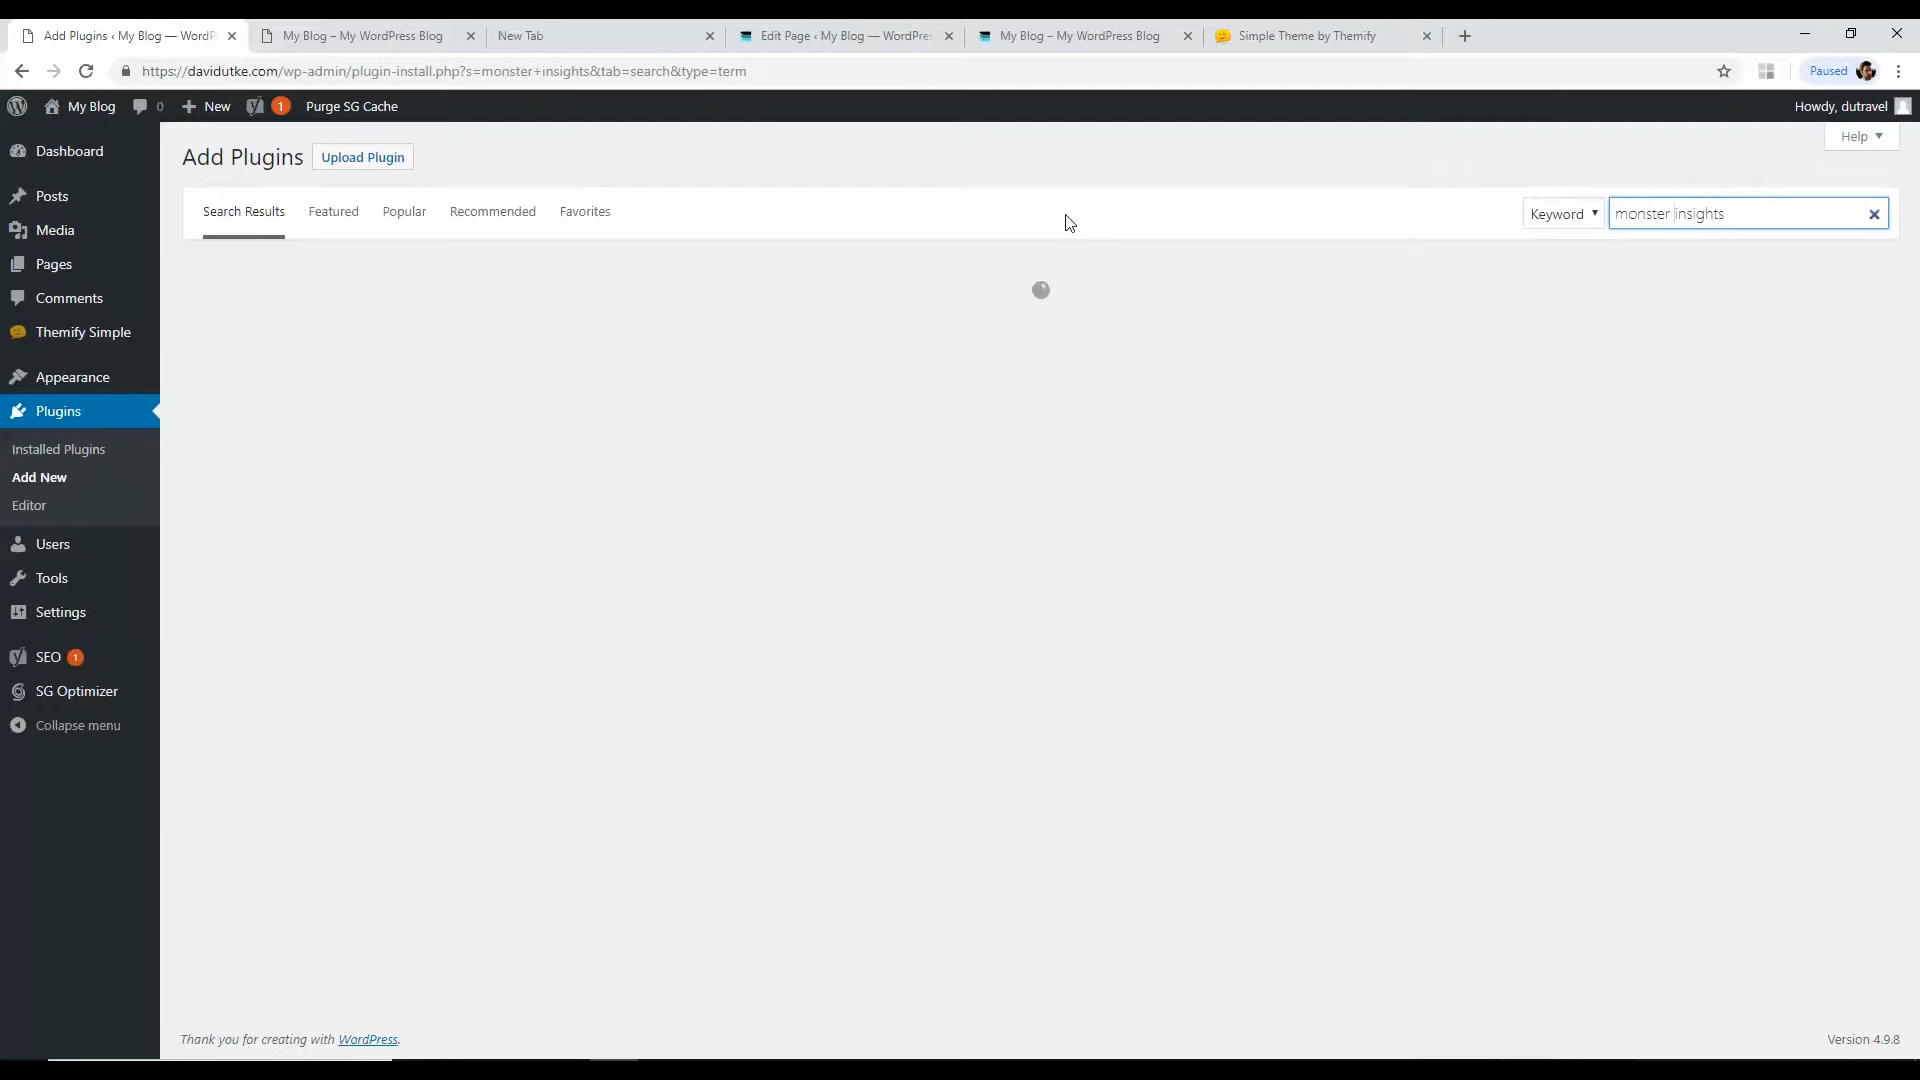 Add Plugins ‹ My Blog — WordP
My Blog – My WordPress Blog
New Tab
Edit Page ‹ My Blog — WordPres
My Blog – My WordPress Blog
Simple Theme by Themify
https://davidutke.com/wp-admin/plugin-install.php?s=monster+insights&tab=search&type=term
Paused
My Blog
0
New
1
Purge SG Cache
Howdy, dutravel
Help
Dashboard
Posts
Media
Pages
Comments
Themify Simple
Appearance
Plugins
Installed Plugins
Add New
Editor
Users
Tools
Settings
SEO 1
SG Optimizer
Collapse menu
Add Plugins
Upload Plugin
Search Results
Featured
Popular
Recommended
Favorites
Keyword
monster insights
Thank you for creating with WordPress.
Version 4.9.8